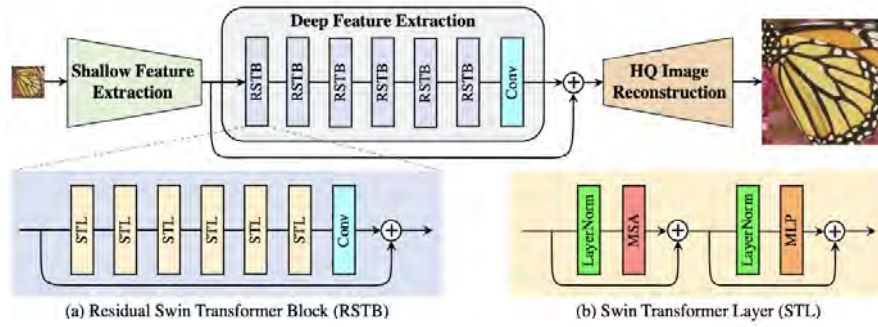 Deep Feature Extraction
Shallow Feature
Extraction
RSTB
RSTB
RSTB
RSTB
RSTB
RSTB
Conv
HQ Image
Reconstruction
STL
STL
STL
STL
STL
STL
Conv
LayerNorm
MSA
LayerNorm
MLP
(a) Residual Swin Transformer Block (RSTB)
(b) Swin Transformer Layer (STL)